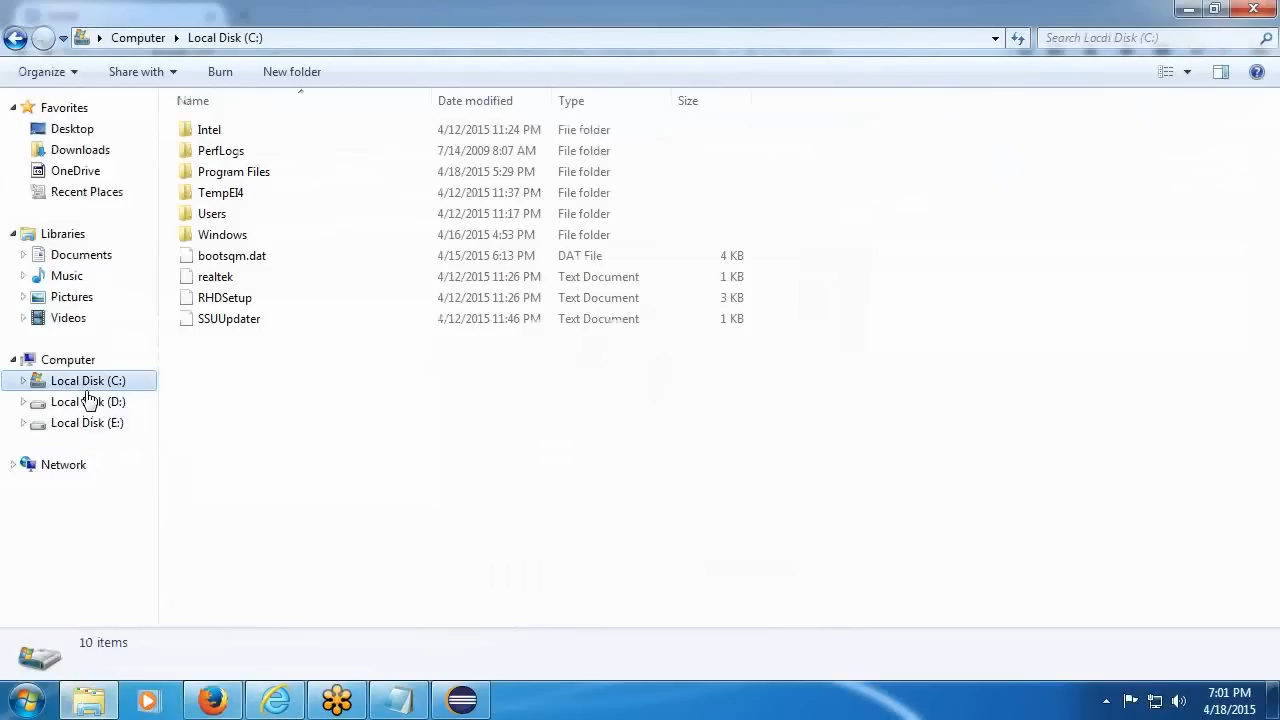 Computer Local Disk (C:) Search Local Disk (C:)
Organize Share with Burn New folder
Name Date modified Type Size
Favorites
Desktop
Downloads
OneDrive
Recent Places
Libraries
Documents
Music
Pictures
Videos
Computer
Local Disk (C:)
Local Disk (D:)
Local Disk (E:)
Network
Intel 4/12/2015 11:24 PM File folder
PerfLogs 7/14/2009 8:07 AM File folder
Program Files 4/18/2015 5:29 PM File folder
TempEI4 4/12/2015 11:37 PM File folder
Users 4/12/2015 11:17 PM File folder
Windows 4/16/2015 4:53 PM File folder
bootsqm.dat 4/15/2015 6:13 PM DAT File 4 KB
realtek 4/12/2015 11:26 PM Text Document 1 KB
RHDSetup 4/12/2015 11:26 PM Text Document 3 KB
SSUUpdater 4/12/2015 11:46 PM Text Document 1 KB
10 items
7:01 PM
4/18/2015